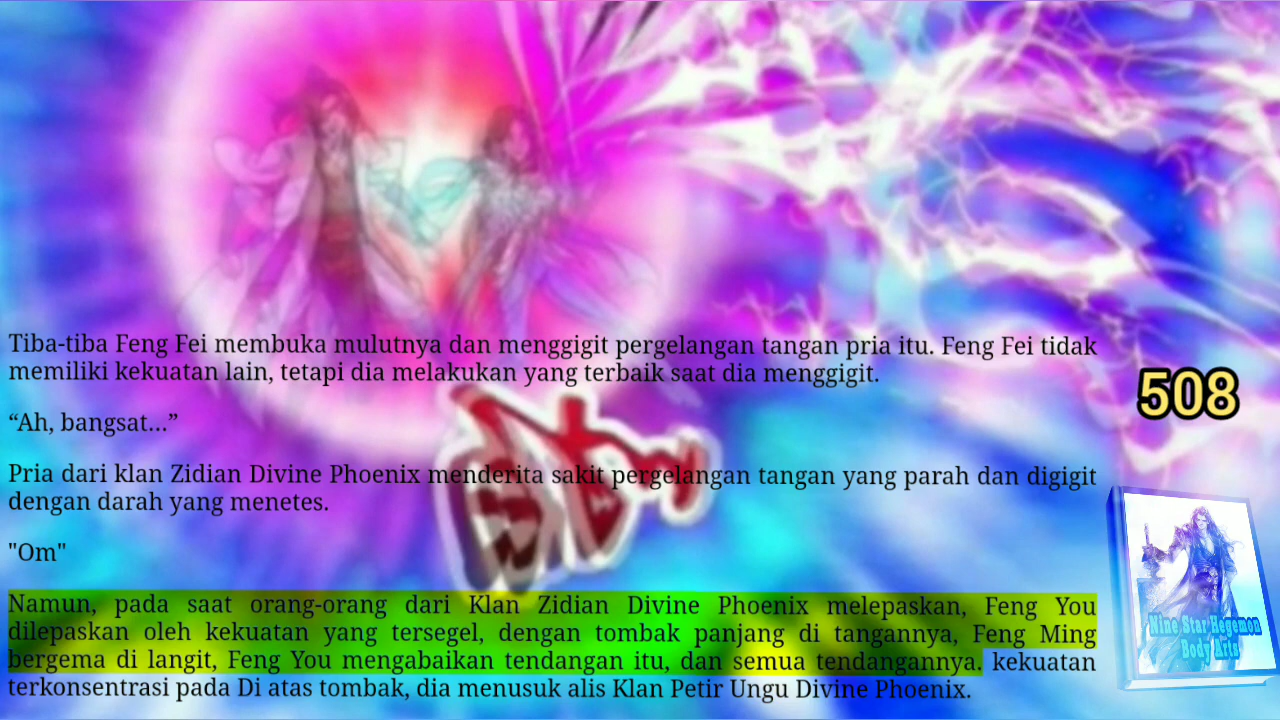 Tiba-tiba Feng Fei membuka mulutnya dan menggigit pergelangan tangan pria itu. Feng Fei tidak
memiliki kekuatan lain, tetapi dia melakukan yang terbaik saat dia menggigit.
“Ah, bangsat...”
Pria dari klan Zidian Divine Phoenix menderita sakit pergelangan tangan yang parah dan digigit
dengan darah yang menetes.
"Om"
Namun, pada saat orang-orang dari Klan Zidian Divine Phoenix melepaskan, Feng You
dilepaskan oleh kekuatan yang tersegel, dengan tombak panjang di tangannya, Feng Ming
bergema di langit, Feng You mengabaikan tendangan itu, dan semua tendangannya. kekuatan
terkonsentrasi pada Di atas tombak, dia menusuk alis Klan Petir Ungu Divine Phoenix.
508
Nine Star Hegemon
Body Arts